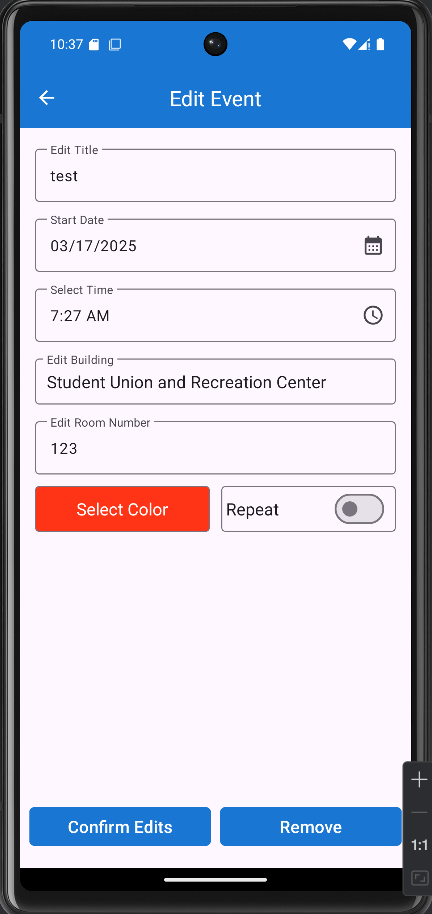 10:37
Edit Event
Edit Title
test
Start Date
03/17/2025
Select Time
7:27 AM
Edit Building
Student Union and Recreation Center
Edit Room Number
123
Select Color
Repeat
Confirm Edits
Remove
1:1